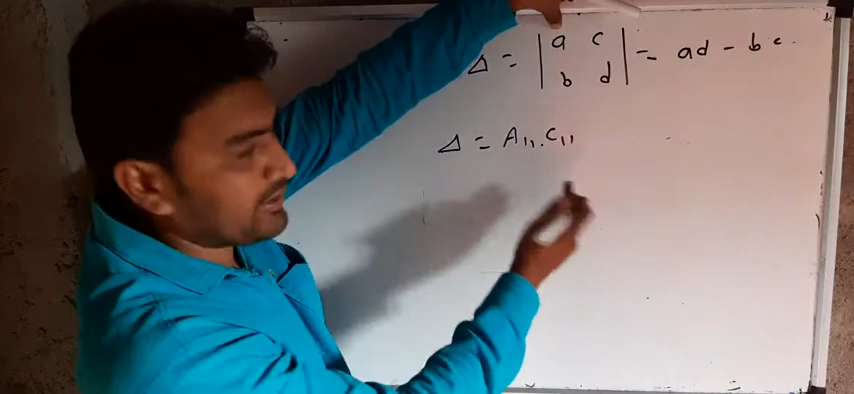 Δ = | a c | = ad - bc
| b d |
Δ = A₁₁.C₁₁